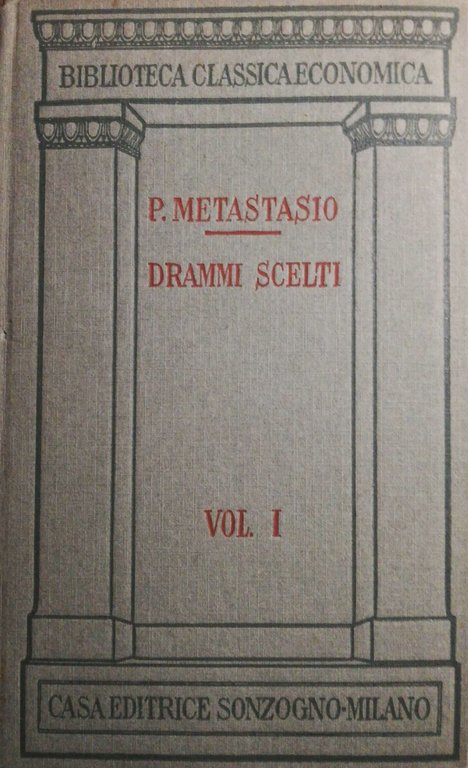 BIBLIOTECA CLASSICA ECONOMICA
P. METASTASIO
DRAMMI SCELTI
VOL. I
CASA EDITRICE SONZOGNO-MILANO